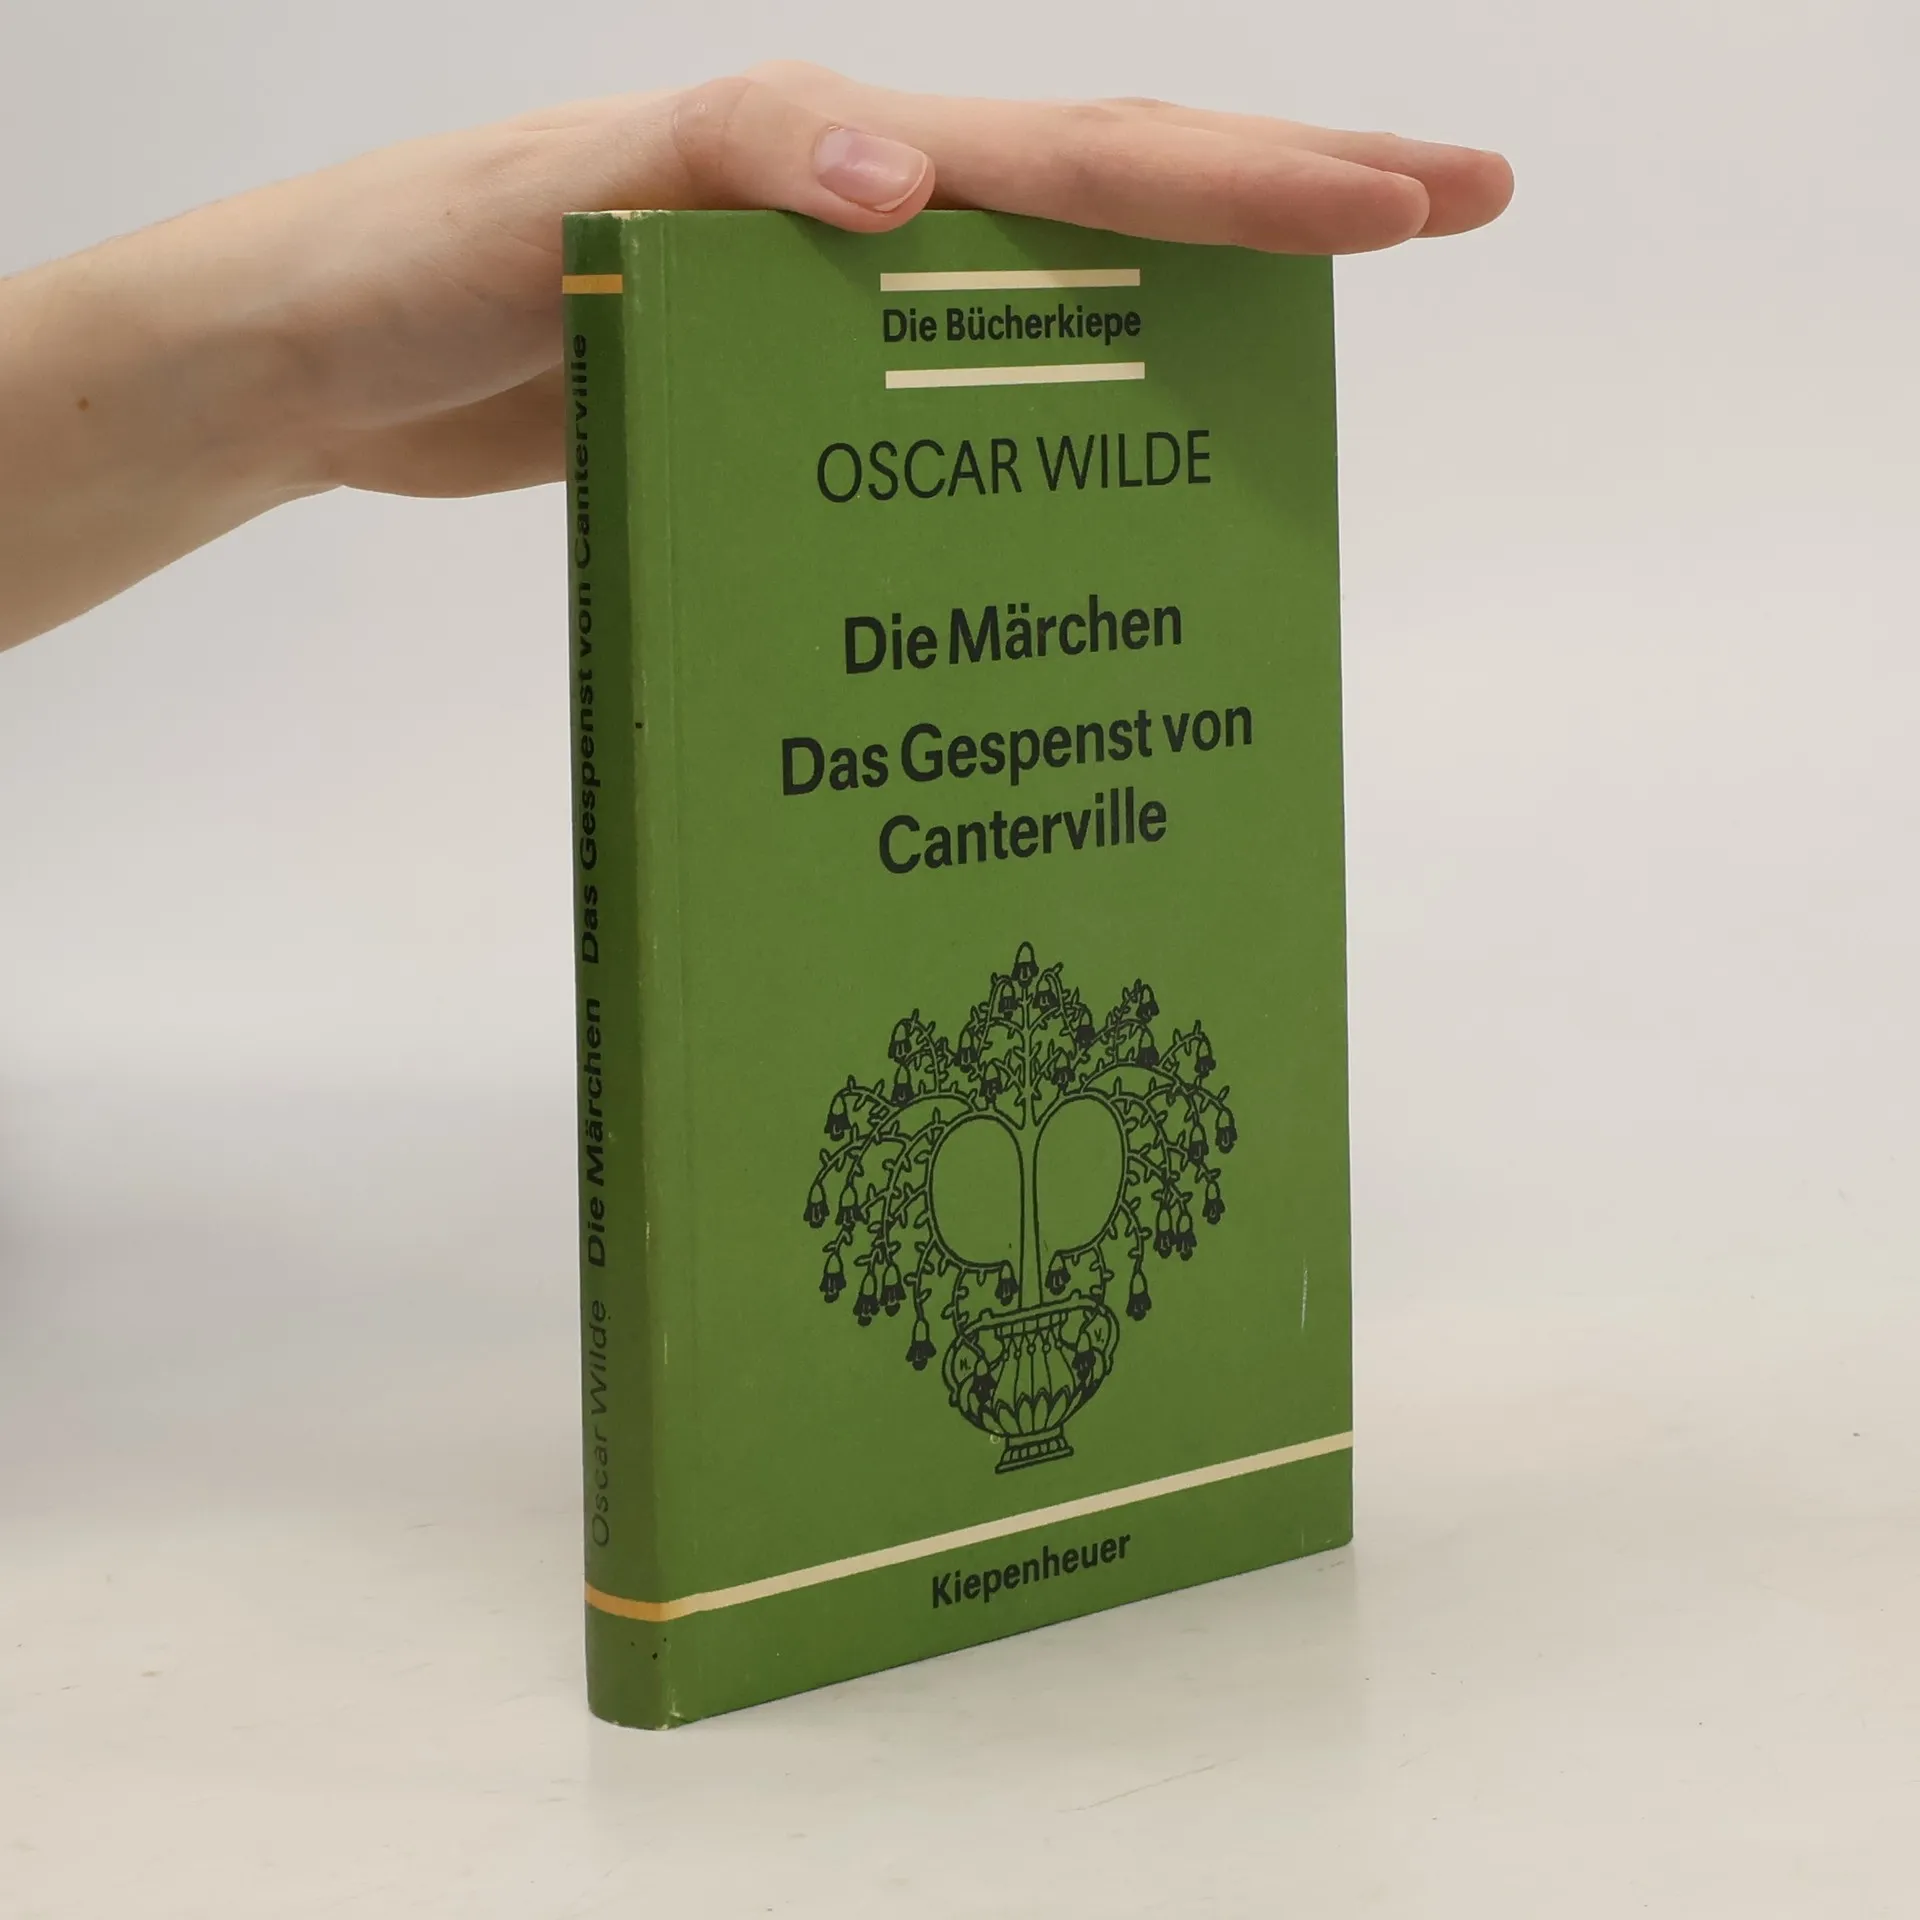 Die Bücherkiepe
OSCAR WILDE
Die Märchen
Das Gespenst von
Canterville
H.
V.
Kiepenheuer
Oscar Wilde Die Märchen Das Gespenst von Canterville